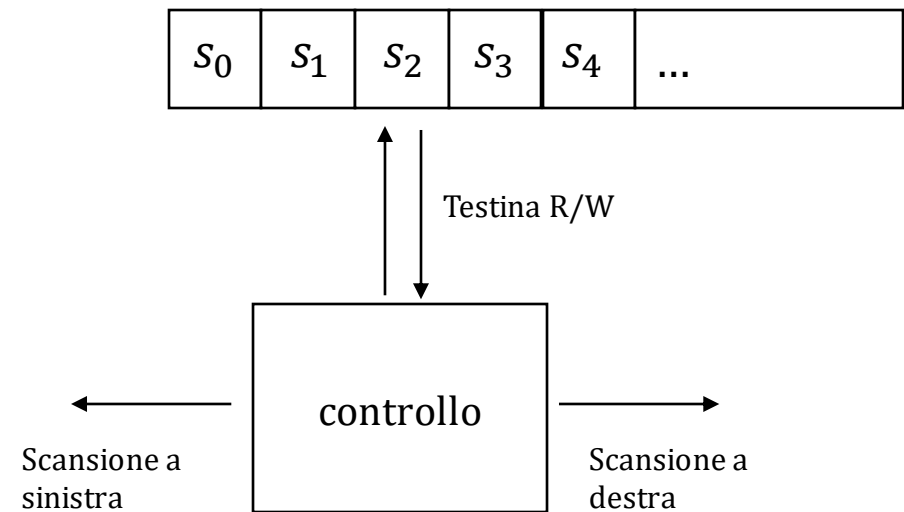 s₀ s₁ s₂ s₃ s₄ ...
Testina R/W
controllo
Scansione a
sinistra
Scansione a
destra